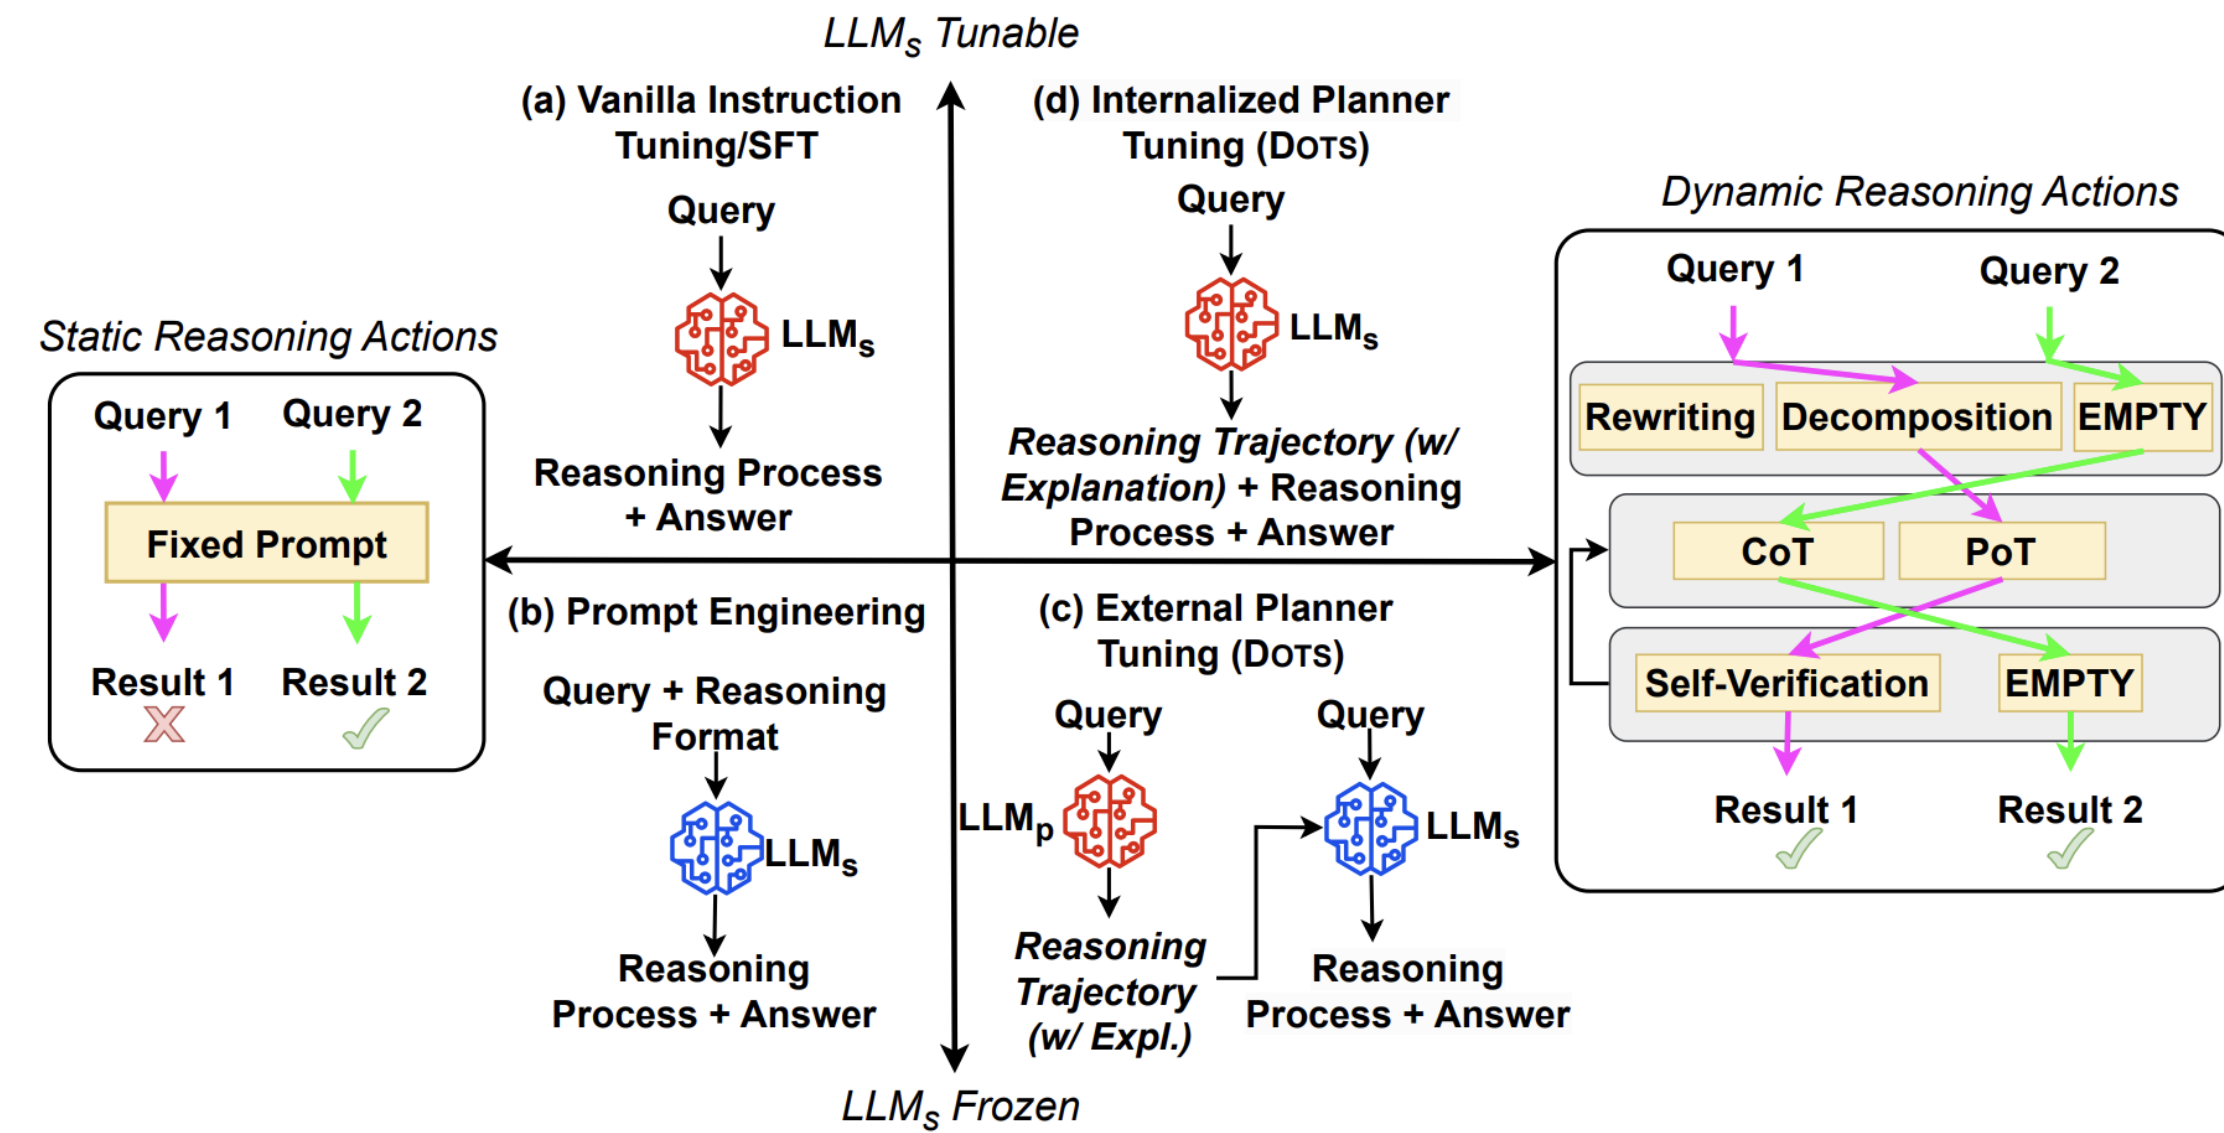 LLMs Tunable
(a) Vanilla Instruction
Tuning/SFT
Query
LLMs
Reasoning Process
+ Answer
(d) Internalized Planner
Tuning (DOTS)
Query
LLMs
Reasoning Trajectory (w/
Explanation) + Reasoning
Process + Answer
Static Reasoning Actions
Query 1
Query 2
Fixed Prompt
Result 1
Result 2
Dynamic Reasoning Actions
Query 1
Query 2
Rewriting
Decomposition
EMPTY
CoT
PoT
Self-Verification
EMPTY
Result 1
Result 2
(b) Prompt Engineering
Query + Reasoning
Format
LLMs
Reasoning
Process + Answer
(c) External Planner
Tuning (DOTS)
Query
LLMp
Reasoning
Trajectory
(w/ Expl.)
Query
LLMs
Reasoning
Process + Answer
LLMs Frozen